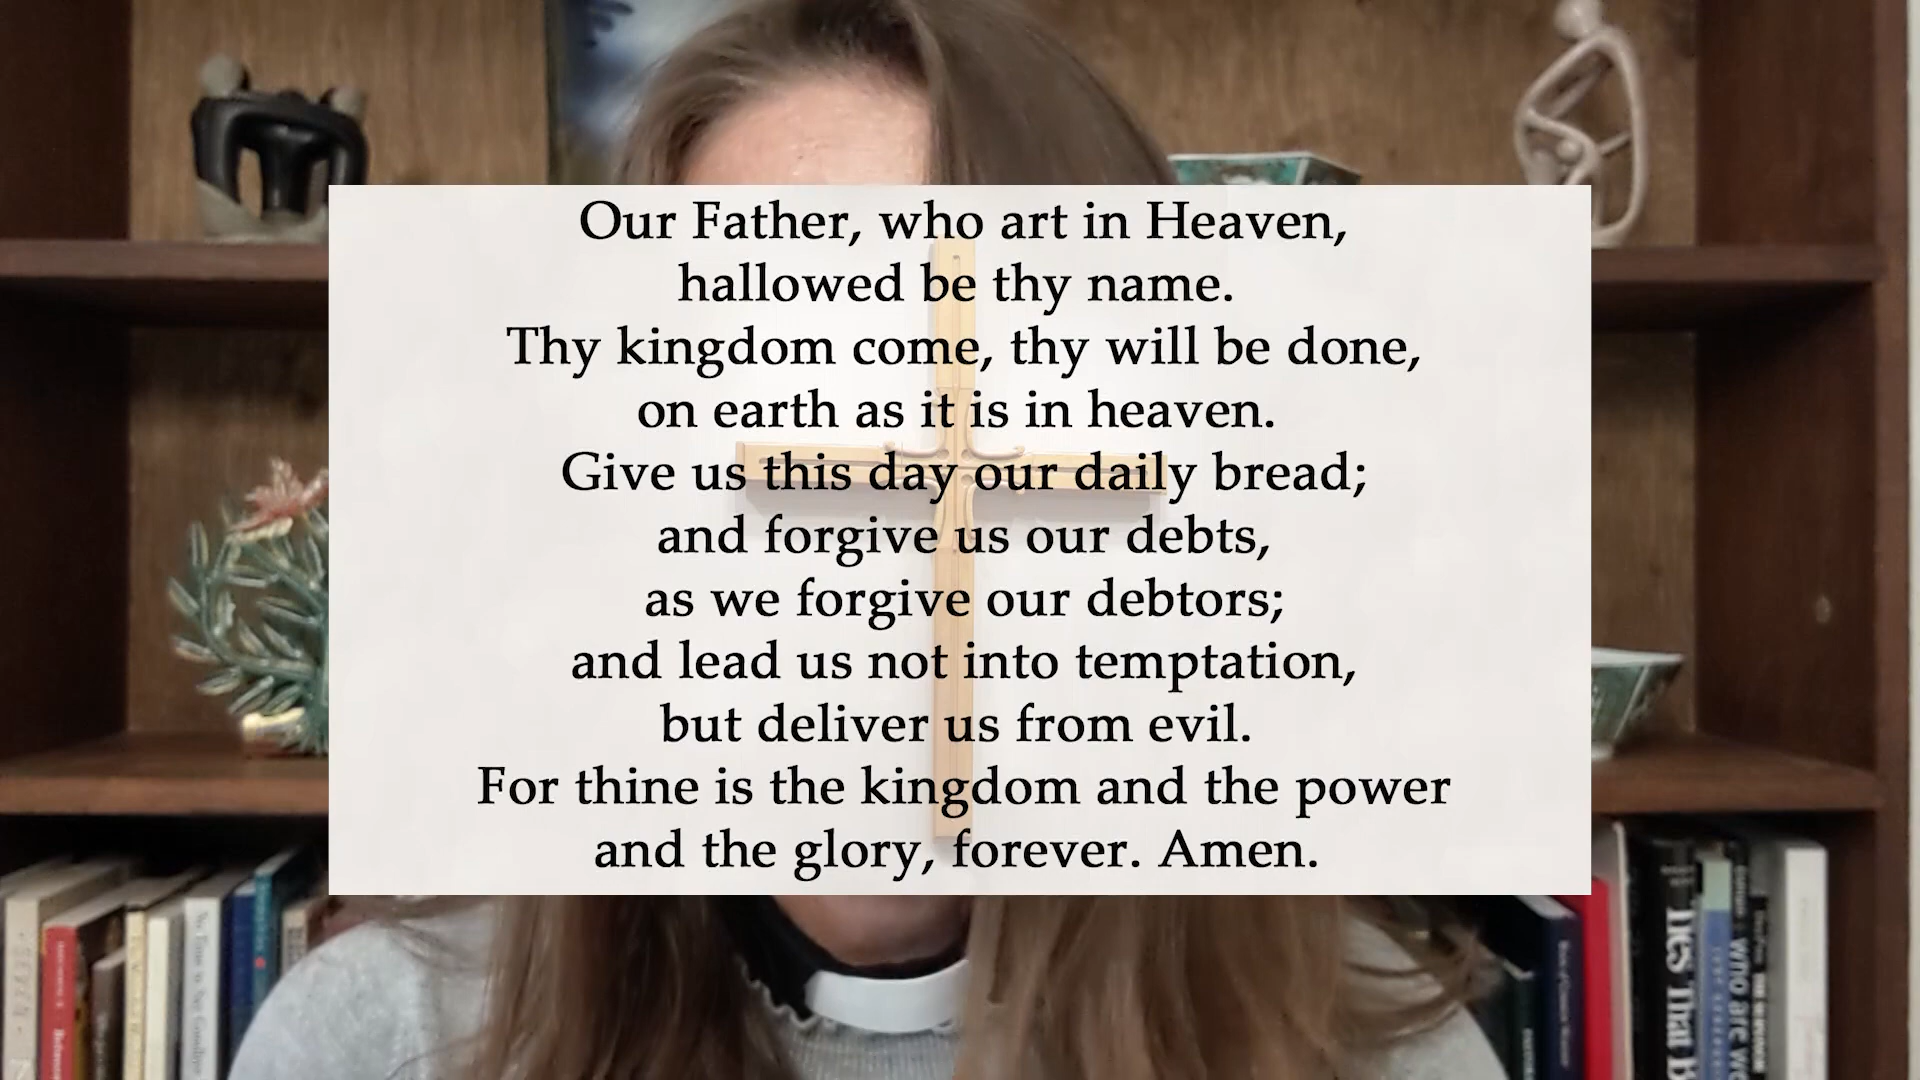 Our Father, who art in Heaven,
hallowed be thy name.
Thy kingdom come, thy will be done,
on earth as it is in heaven.
Give us this day our daily bread;
and forgive us our debts,
as we forgive our debtors;
and lead us not into temptation,
but deliver us from evil.
For thine is the kingdom and the power
and the glory, forever. Amen.